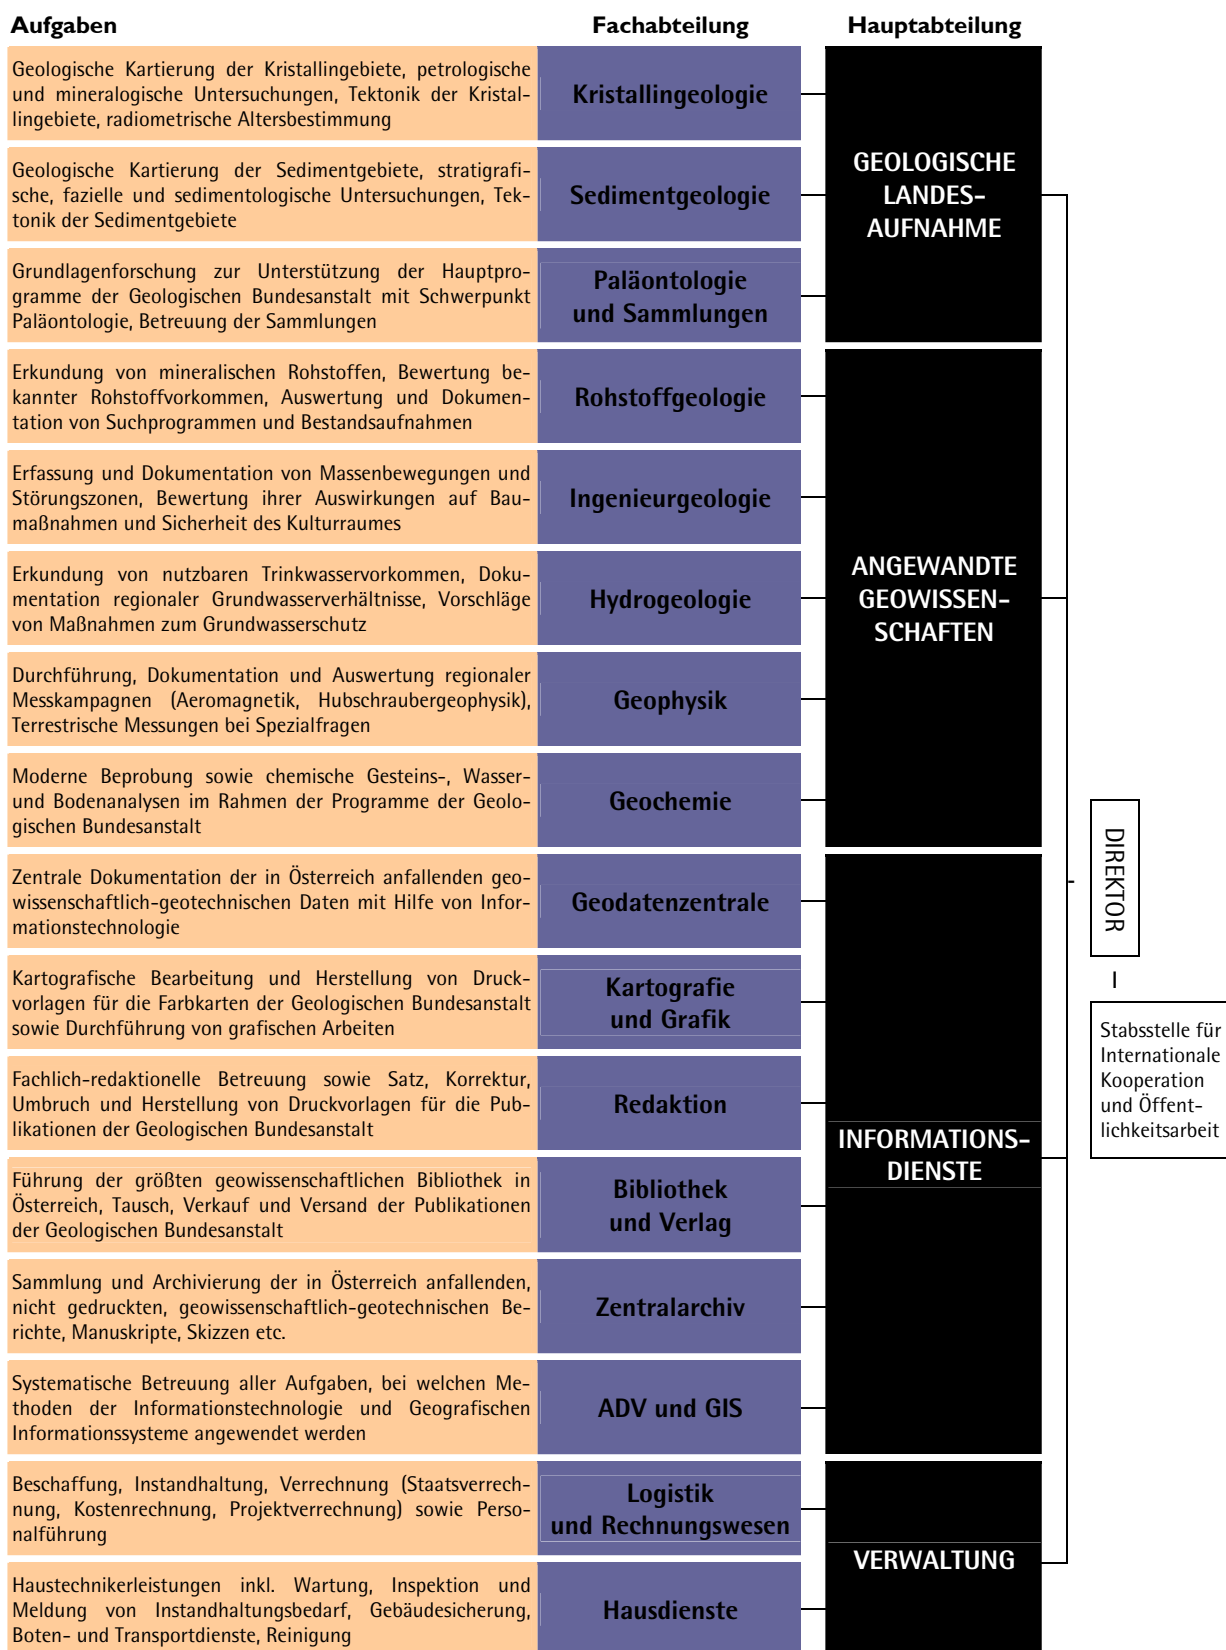 Aufgaben
Fachabteilung
Hauptabteilung
Geologische Kartierung der Kristallingebiete, petrologische
und mineralogische Untersuchungen, Tektonik der Kristal-
lingebiete, radiometrische Altersbestimmung
Kristallingeologie
Geologische Kartierung der Sedimentgebiete, stratigrafi-
sche, fazielle und sedimentologische Untersuchungen, Tek-
tonik der Sedimentgebiete
Sedimentgeologie
Grundlagenforschung zur Unterstützung der Hauptpro-
gramme der Geologischen Bundesanstalt mit Schwerpunkt
Paläontologie, Betreuung der Sammlungen
Paläontologie
und Sammlungen
GEOLOGISCHE
LANDES-
AUFNAHME
Erkundung von mineralischen Rohstoffen, Bewertung be-
kannter Rohstoffvorkommen, Auswertung und Dokumen-
tation von Suchprogrammen und Bestandsaufnahmen
Rohstoffgeologie
Erfassung und Dokumentation von Massenbewegungen und
Störungszonen, Bewertung ihrer Auswirkungen auf Bau-
maßnahmen und Sicherheit des Kulturraumes
Ingenieurgeologie
Erkundung von nutzbaren Trinkwasservorkommen, Doku-
mentation regionaler Grundwasserverhältnisse, Vorschläge
von Maßnahmen zum Grundwasserschutz
Hydrogeologie
Durchführung, Dokumentation und Auswertung regionaler
Messkampagnen (Aeromagnetik, Hubschraubergeophysik),
Terrestrische Messungen bei Spezialfragen
Geophysik
Moderne Beprobung sowie chemische Gesteins-, Wasser-
und Bodenanalysen im Rahmen der Programme der Geolo-
gischen Bundesanstalt
Geochemie
ANGEWANDTE
GEOWISSEN-
SCHAFTEN
Zentrale Dokumentation der in Österreich anfallenden geo-
wissenschaftlich-geotechnischen Daten mit Hilfe von Infor-
mationstechnologie
Geodatenzentrale
Kartografische Bearbeitung und Herstellung von Druck-
vorlagen für die Farbkarten der Geologischen Bundesanstalt
sowie Durchführung von grafischen Arbeiten
Kartografie
und Grafik
Fachlich-redaktionelle Betreuung sowie Satz, Korrektur,
Umbruch und Herstellung von Druckvorlagen für die Pub-
likationen der Geologischen Bundesanstalt
Redaktion
Führung der größten geowissenschaftlichen Bibliothek in
Österreich, Tausch, Verkauf und Versand der Publikationen
der Geologischen Bundesanstalt
Bibliothek
und Verlag
Sammlung und Archivierung der in Österreich anfallenden,
nicht gedruckten, geowissenschaftlich-geotechnischen Be-
richte, Manuskripte, Skizzen etc.
Zentralarchiv
Systematische Betreuung aller Aufgaben, bei welchen Me-
thoden der Informationstechnologie und Geografischen
Informationssysteme angewendet werden
ADV und GIS
INFORMATIONS-
DIENSTE
Beschaffung, Instandhaltung, Verrechnung (Staatsverrech-
nung, Kostenrechnung, Projektverrechnung) sowie Perso-
nalführung
Logistik
und Rechnungswesen
Haustechnikerleistungen inkl. Wartung, Inspektion und
Meldung von Instandhaltungsbedarf, Gebäudesicherung,
Boten- und Transportdienste, Reinigung
Hausdienste
VERWALTUNG
DIREKTOR
Stabsstelle für
Internationale
Kooperation
und Öffent-
lichkeitsarbeit